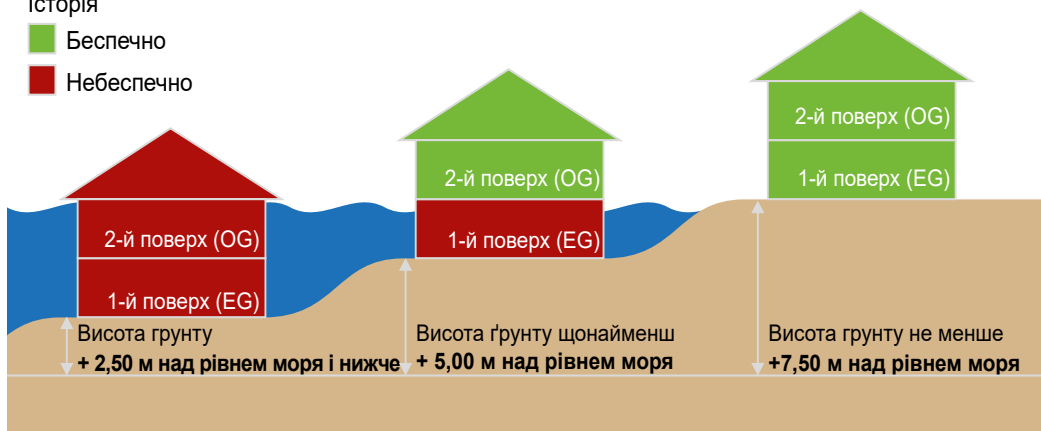 Історія
Беспечно
Небеспечно
2-й поверх (OG)
1-й поверх (EG)
2-й поверх (OG)
1-й поверх (EG)
2-й поверх (OG)
1-й поверх (EG)
Висота грунту
+ 2,50 м над рівнем моря і нижче
Висота ґрунту щонайменш
+ 5,00 м над рівнем моря
Висота грунту не менше
+7,50 м над рівнем моря